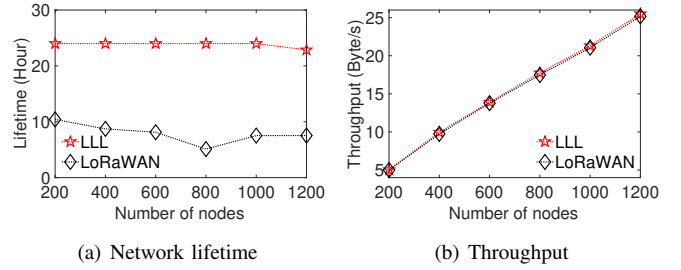 30
20
10
0
Lifetime (Hour)
LLL
LoRaWAN
200 400 600 800 1000 1200
Number of nodes
(a) Network lifetime
25
20
15
10
5
Throughput (Byte/s)
LLL
LoRaWAN
200 400 600 800 1000 1200
Number of nodes
(b) Throughput